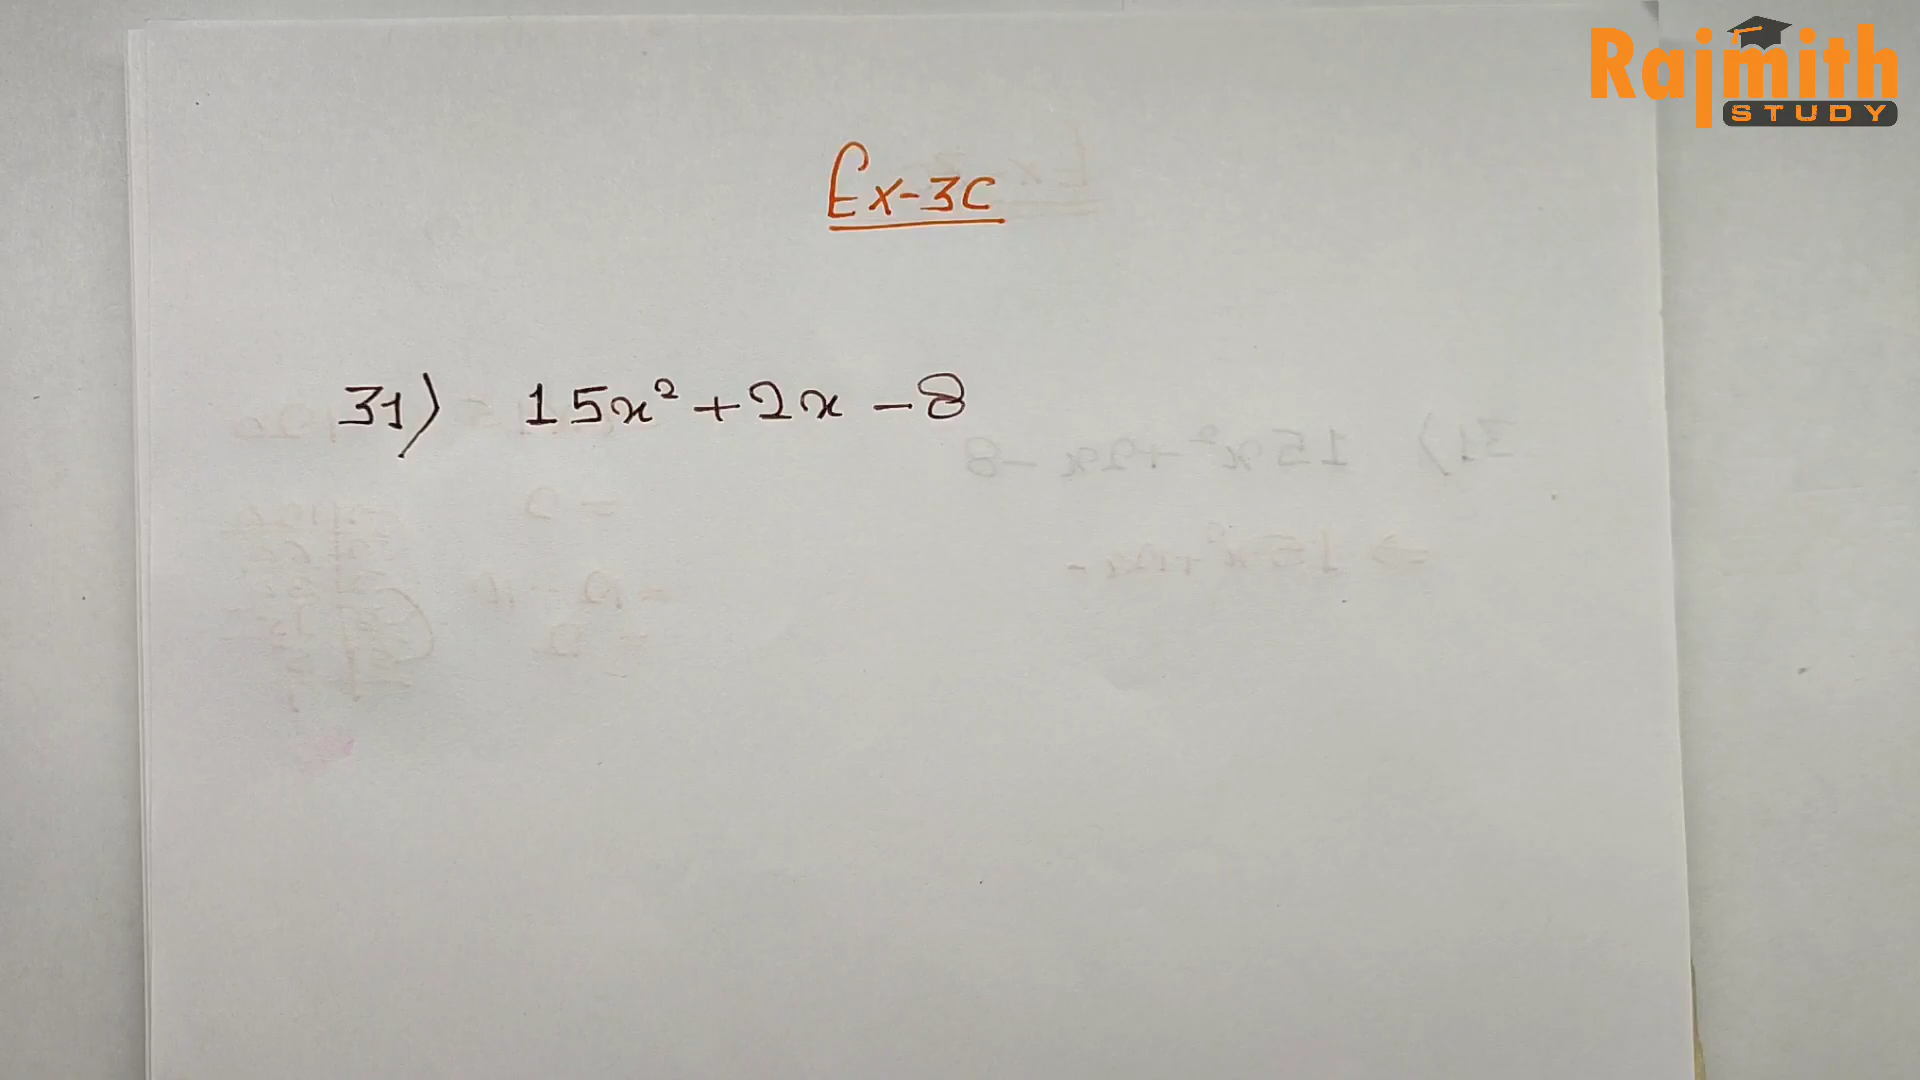 Rajmith
STUDY
Ex-3C
31) 15x² + 2x - 8